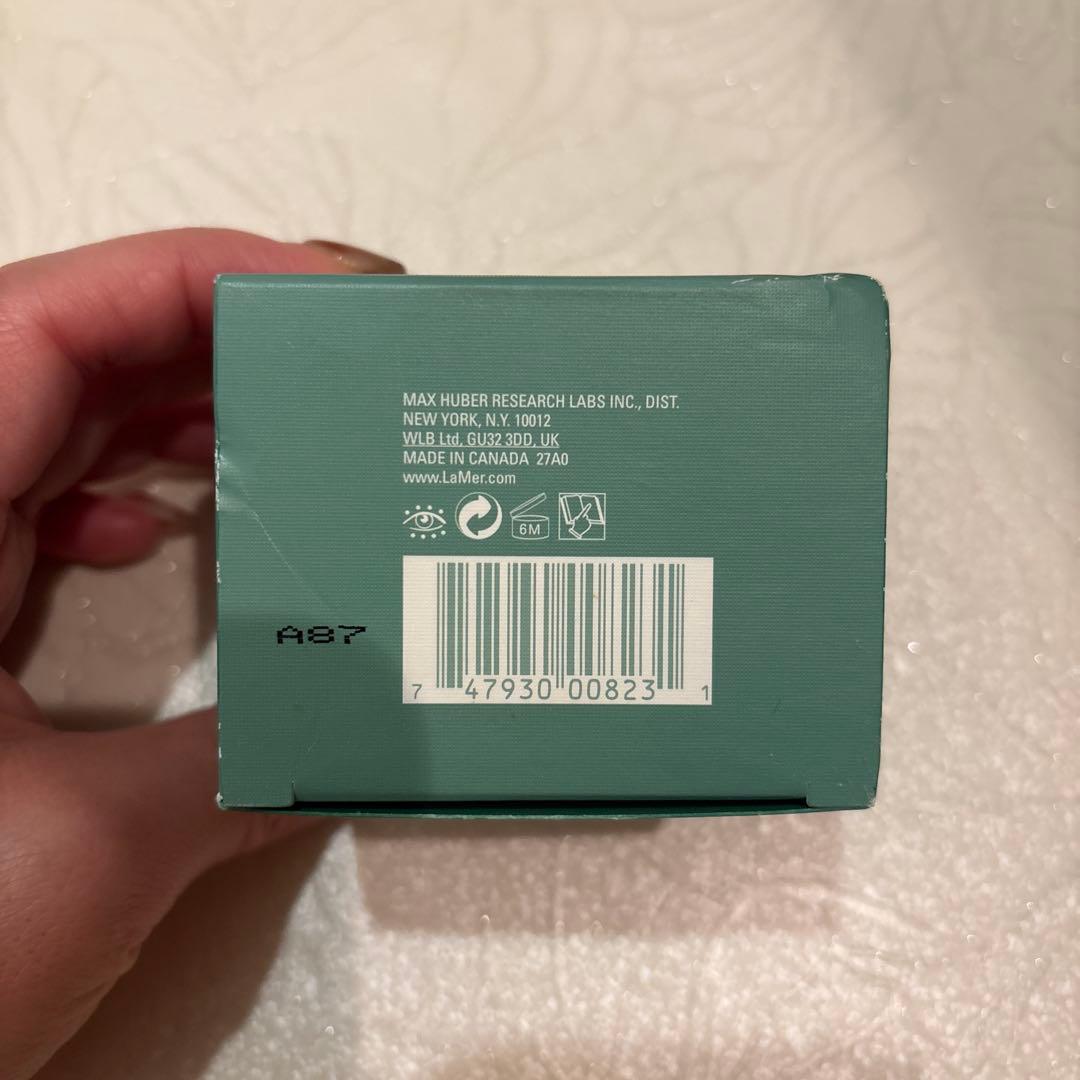 MAX HUBER RESEARCH LABS INC., DIST.
NEW YORK, N.Y. 10012
WLB Ltd, GU32 3DD, UK
MADE IN CANADA 27A0
www.LaMer.com
6M
A87
7 47930 00823 1